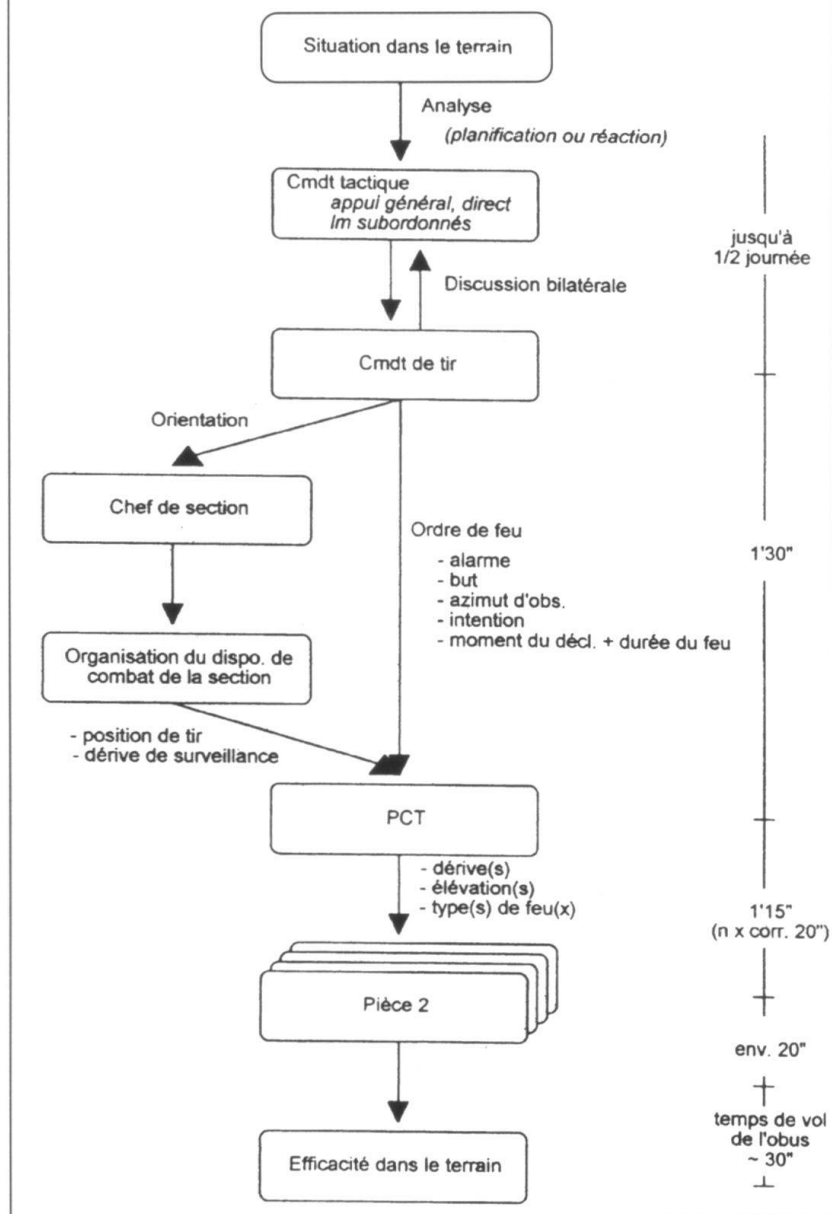 Situation dans le terrain
Analyse
(planification ou réaction)
Cmdt tactique
appui général, direct
lm subordonnés
jusqu'à
1/2 journée
Discussion bilatérale
Cmdt de tir
Orientation
Chef de section
Ordre de feu
- alarme
- but
- azimut d'obs.
- intention
- moment du décl. + durée du feu
1'30"
Organisation du dispo. de
combat de la section
- position de tir
- dérive de surveillance
PCT
- dérive(s)
- élévation(s)
- type(s) de feu(x)
1'15"
(n x corr. 20")
Pièce 2
env. 20"
temps de vol
de l'obus
~ 30"
Efficacité dans le terrain